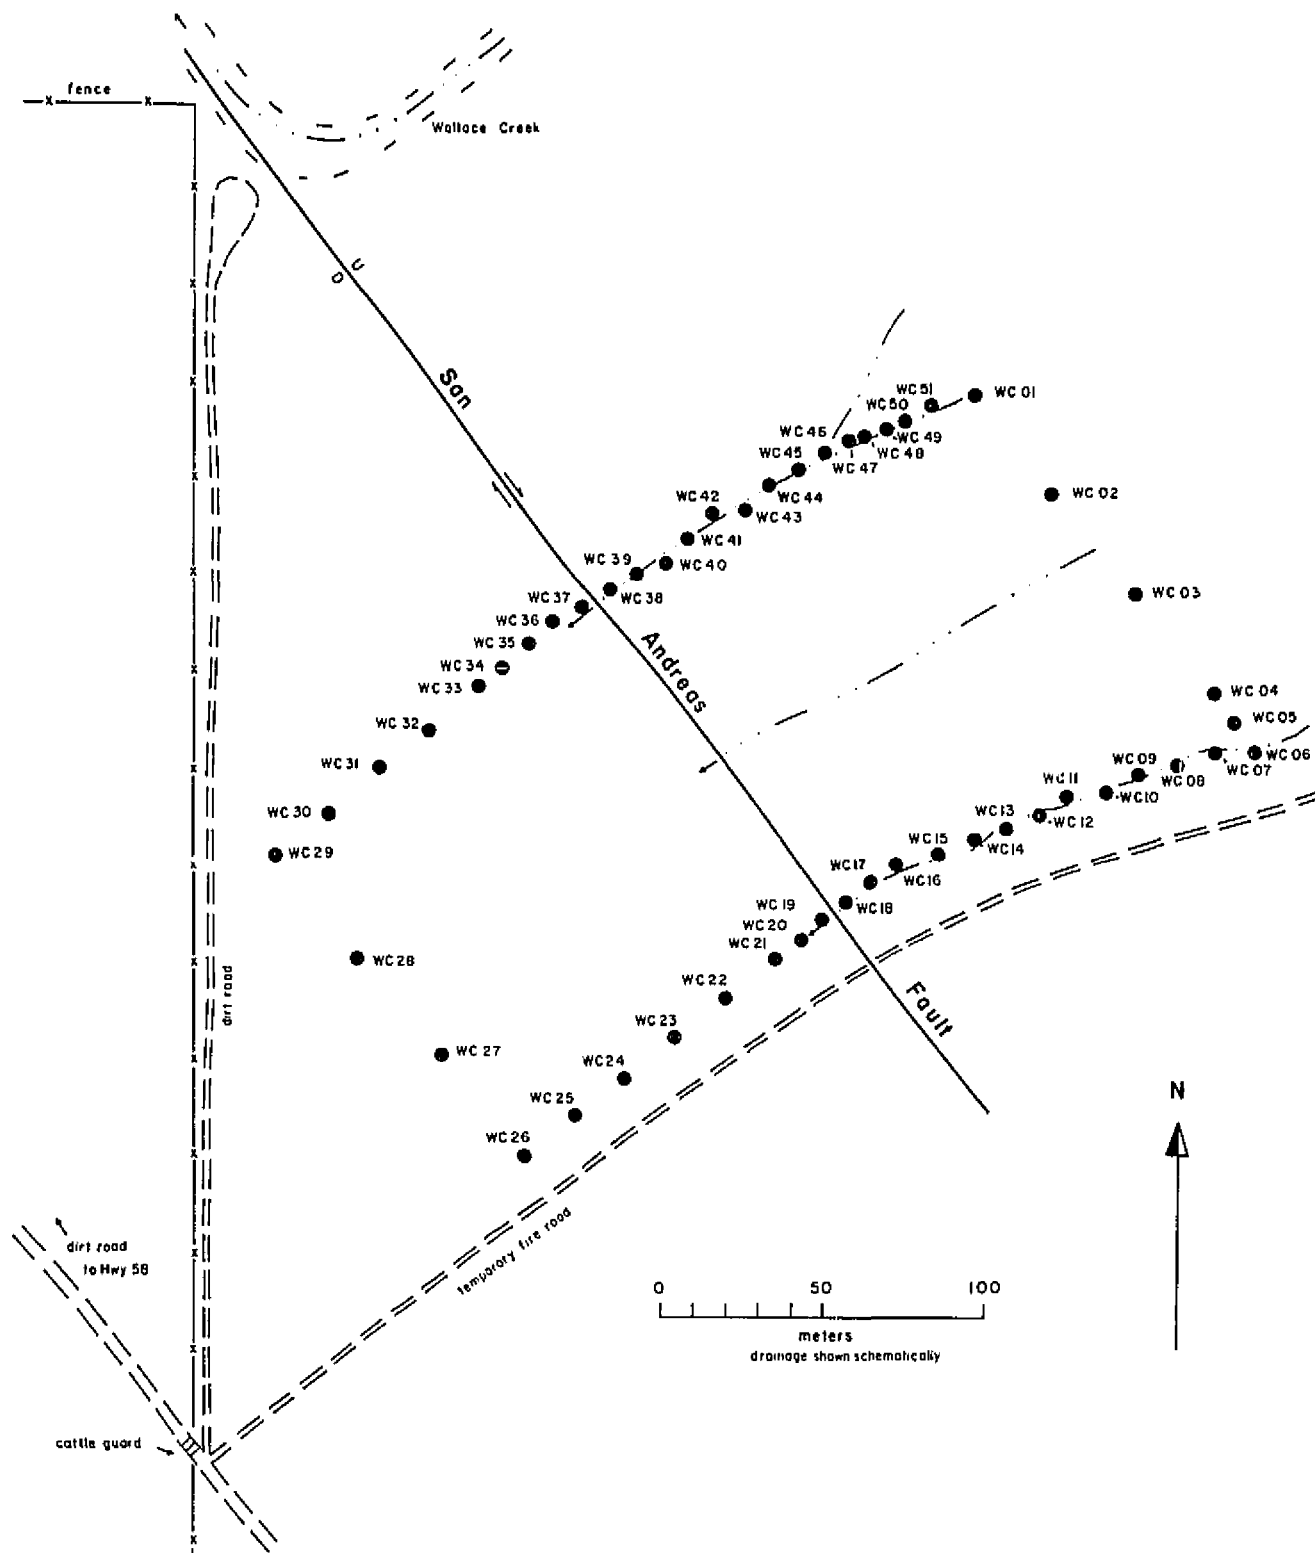 fence
Wallace Creek
U
D
San
WC 51
WC 01
WC 50
WC 46
WC 49
WC 45
WC 47
WC 48
WC 42
WC 44
WC 02
WC 43
WC 41
WC 39
WC 40
WC 37
WC 38
WC 03
WC 36
WC 35
WC 34
WC 33
Andreas
WC 04
WC 32
WC 05
WC 31
WC 09
WC 06
WC 07
WC 08
WC 11
WC 10
WC 30
WC 13
WC 12
WC 29
WC 15
WC 14
WC 17
WC 16
WC 19
WC 18
WC 20
WC 21
WC 28
WC 22
dirt road
Fault
WC 23
WC 27
WC 24
WC 25
WC 26
N
temporary fire road
dirt road
to Hwy 58
0 50 100
meters
drainage shown schematically
cattle guard